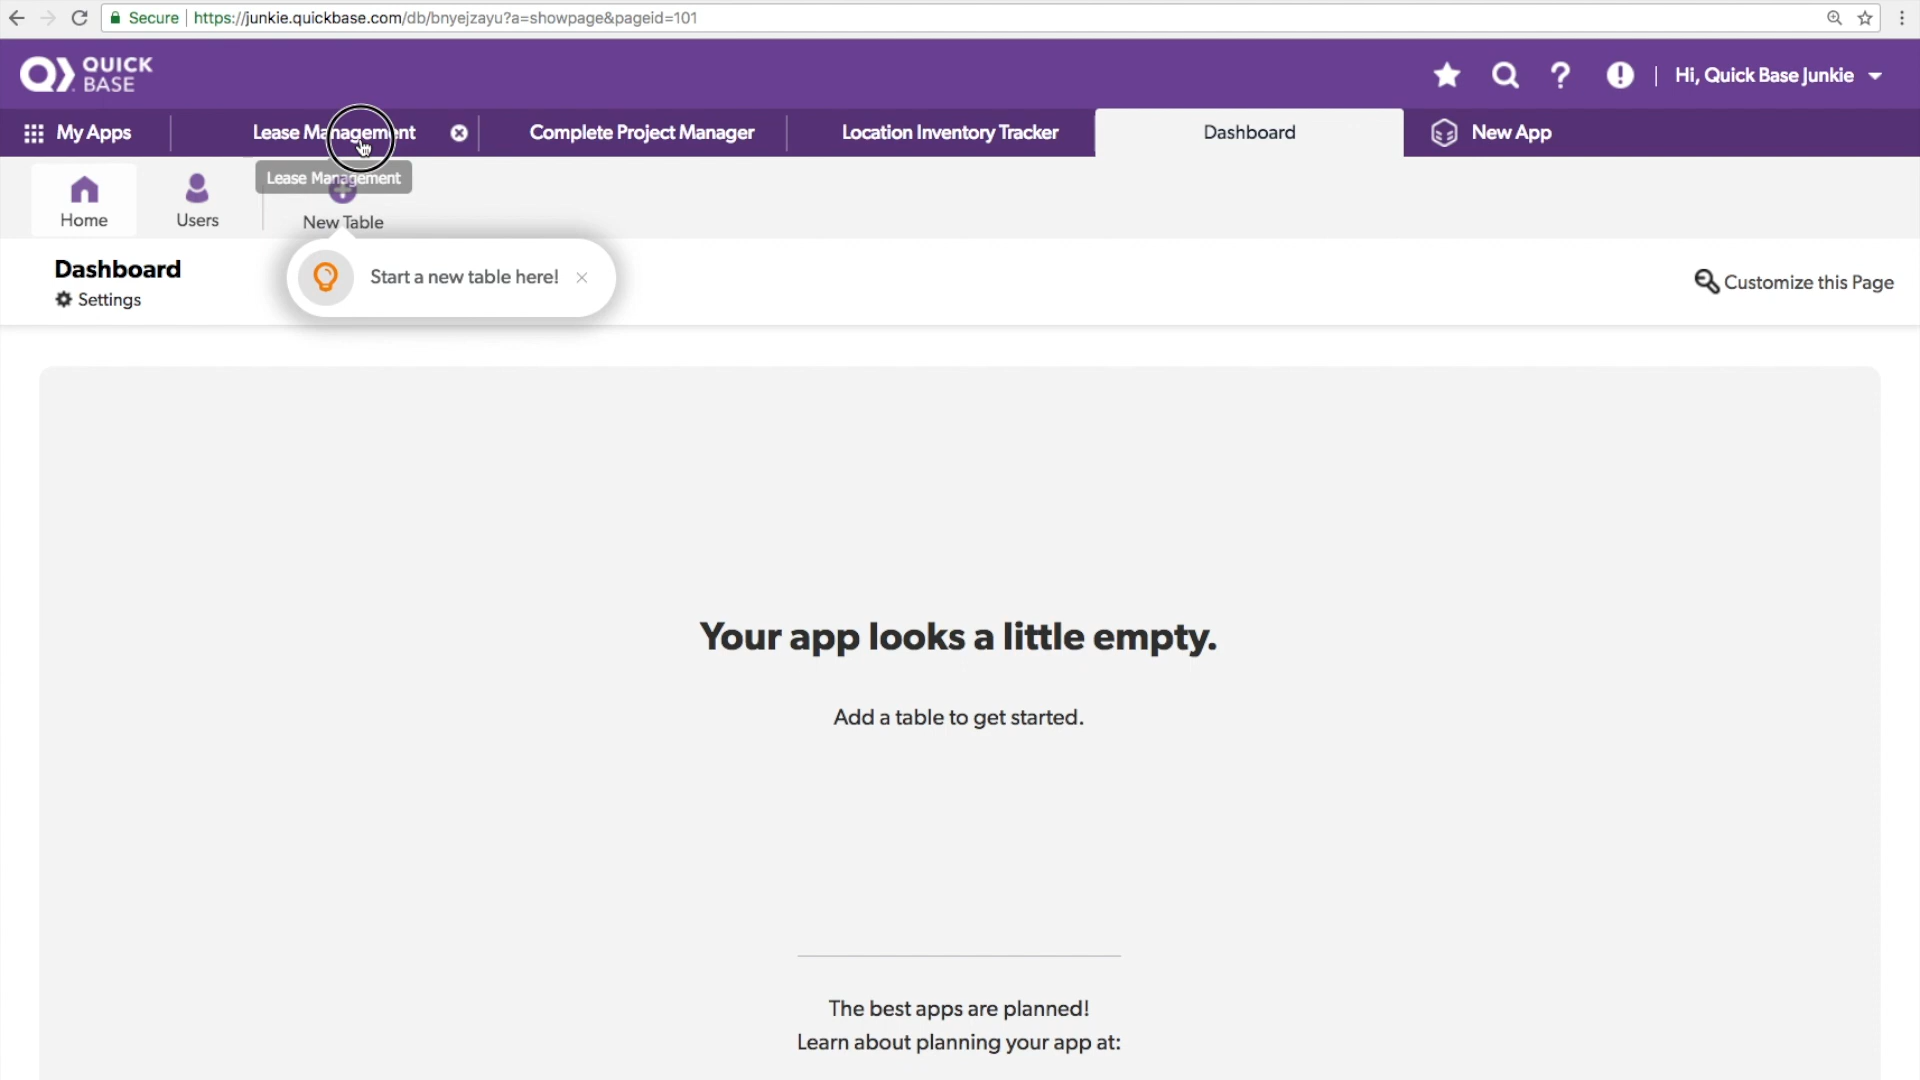 Secure https://junkie.quickbase.com/db/bnyejzayu?a=showpage&pageid=101
QUICK
BASE
Hi, Quick Base Junkie
My Apps
Lease Management
Complete Project Manager
Location Inventory Tracker
Dashboard
New App
Lease Management
Home
Users
New Table
Dashboard
Settings
Start a new table here!
Customize this Page
Your app looks a little empty.
Add a table to get started.
The best apps are planned!
Learn about planning your app at: